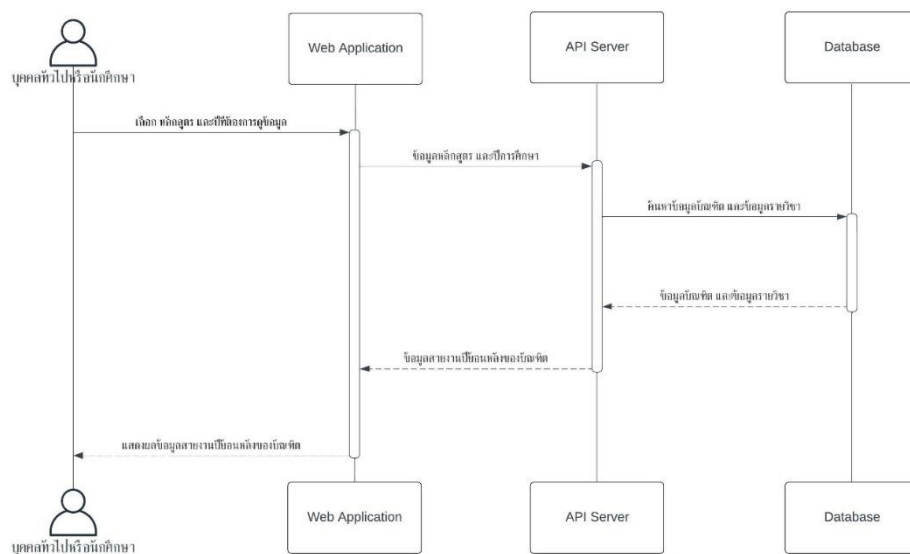 Web Application
API Server
Database
บุคคลทั่วไปหรือนักศึกษา
เลือก หลักสูตร และปีที่ต้องการดูข้อมูล
ข้อมูลหลักสูตร และปีการศึกษา
ค้นหาข้อมูลบัณฑิต และข้อมูลรายวิชา
ข้อมูลบัณฑิต และข้อมูลรายวิชา
ข้อมูลสายงานปีย้อนหลังของบัณฑิต
แสดงผลข้อมูลสายงานปีย้อนหลังของบัณฑิต
Web Application
API Server
Database
บุคคลทั่วไปหรือนักศึกษา